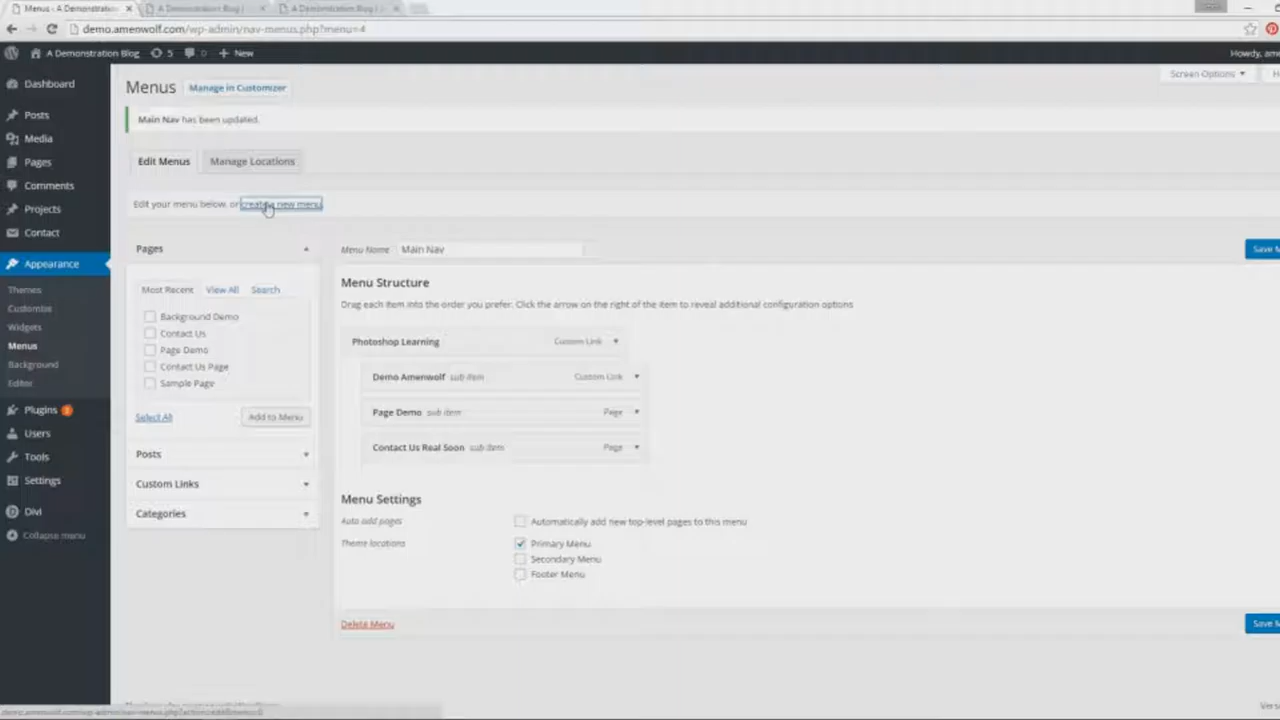 Menus - A Demonstration
A Demonstration Blog |
A Demonstration Blog |
demo.amenwolf.com/wp-admin/nav-menus.php?menu=4
A Demonstration Blog 5 0 + New
Howdy, ame
Screen Options
Dashboard
Posts
Media
Pages
Comments
Projects
Contact
Appearance
Themes
Customise
Widgets
Menus
Background
Editor
Plugins
Users
Tools
Settings
Divi
Collapse menu
Menus Manage in Customizer
Main Nav has been updated.
Edit Menus Manage Locations
Edit your menu below, or create a new menu.
Pages
Most Recent View All Search
Background Demo
Contact Us
Page Demo
Contact Us Page
Sample Page
Select All Add to Menu
Posts
Custom Links
Categories
Menu Name Main Nav
Save M
Menu Structure
Drag each item into the order you prefer. Click the arrow on the right of the item to reveal additional configuration options
Photoshop Learning Custom Link
Demo Amenwolf sub item Custom Link
Page Demo sub item Page
Contact Us Real Soon sub item Page
Menu Settings
Auto add pages Automatically add new top-level pages to this menu
Theme locations Primary Menu
Secondary Menu
Footer Menu
Delete Menu
Save M